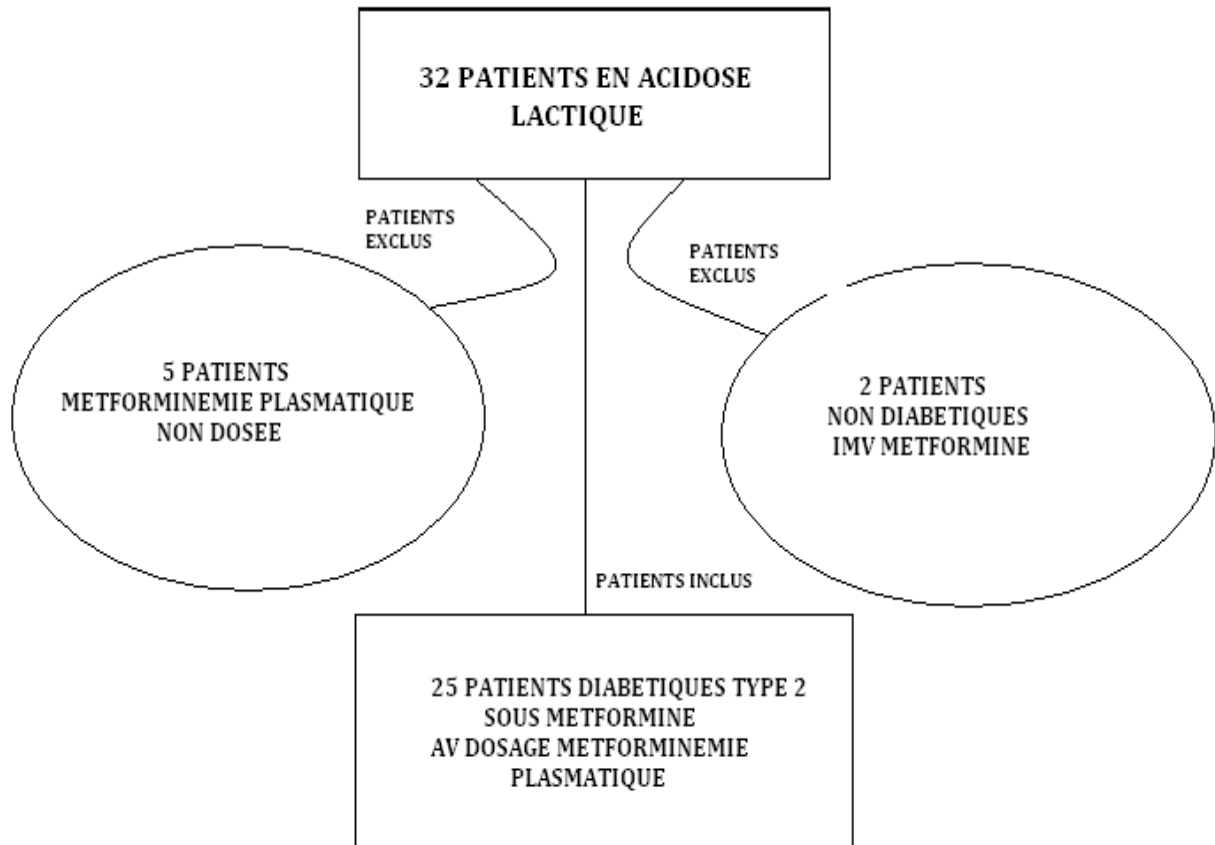 32 PATIENTS EN ACIDOSE
LACTIQUE
PATIENTS
EXCLUS
PATIENTS
EXCLUS
5 PATIENTS
METFORMINEMIE PLASMATIQUE
NON DOSEE
2 PATIENTS
NON DIABETIQUES
IMV METFORMINE
PATIENTS INCLUS
25 PATIENTS DIABETIQUES TYPE 2
SOUS METFORMINE
AV DOSAGE METFORMINEMIE
PLASMATIQUE